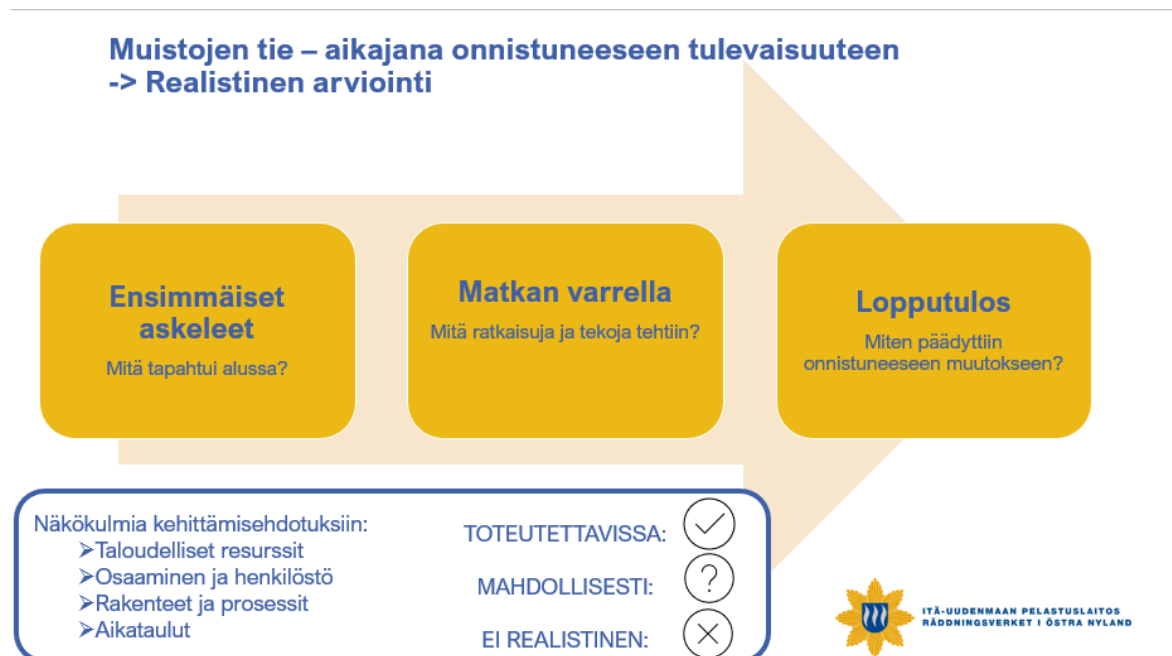 Muistojen tie – aikajana onnistuneeseen tulevaisuuteen
-> Realistinen arviointi
Ensimmäiset
askeleet
Mitä tapahtui alussa?
Matkan varrella
Mitä ratkaisuja ja tekoja tehtiin?
Lopputulos
Miten päädyttiin
onnistuneeseen muutokseen?
Näkökulmia kehittämisehdotuksiin:
➢Taloudelliset resurssit
➢Osaaminen ja henkilöstö
➢Rakenteet ja prosessit
➢Aikataulut
TOTEUTETTAVISSA:
MAHDOLLISESTI: ?
EI REALISTINEN:
ITÄ-UUDENMAAN PELASTUSLAITOS
RÄDDNINGSVERKET I ÖSTRA NYLAND